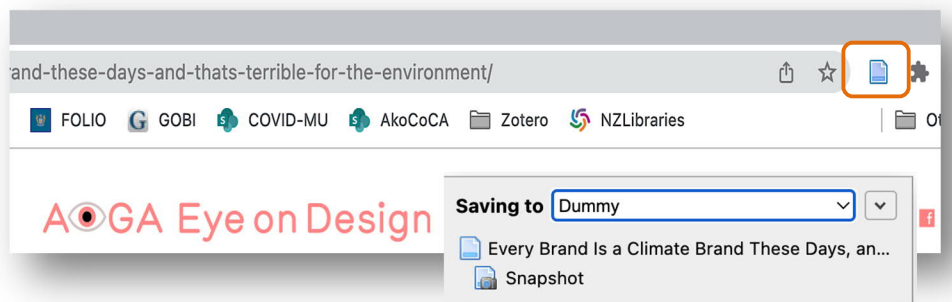 and-these-days-and-thats-terrible-for-the-environment/
FOLIO GOBI COVID-MU AkoCoCA Zotero NZLibraries
AIGA Eye on Design
Saving to Dummy
Every Brand Is a Climate Brand These Days, an...
Snapshot